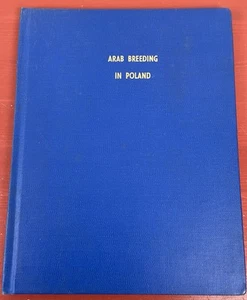 ARAB BREEDING
IN POLAND